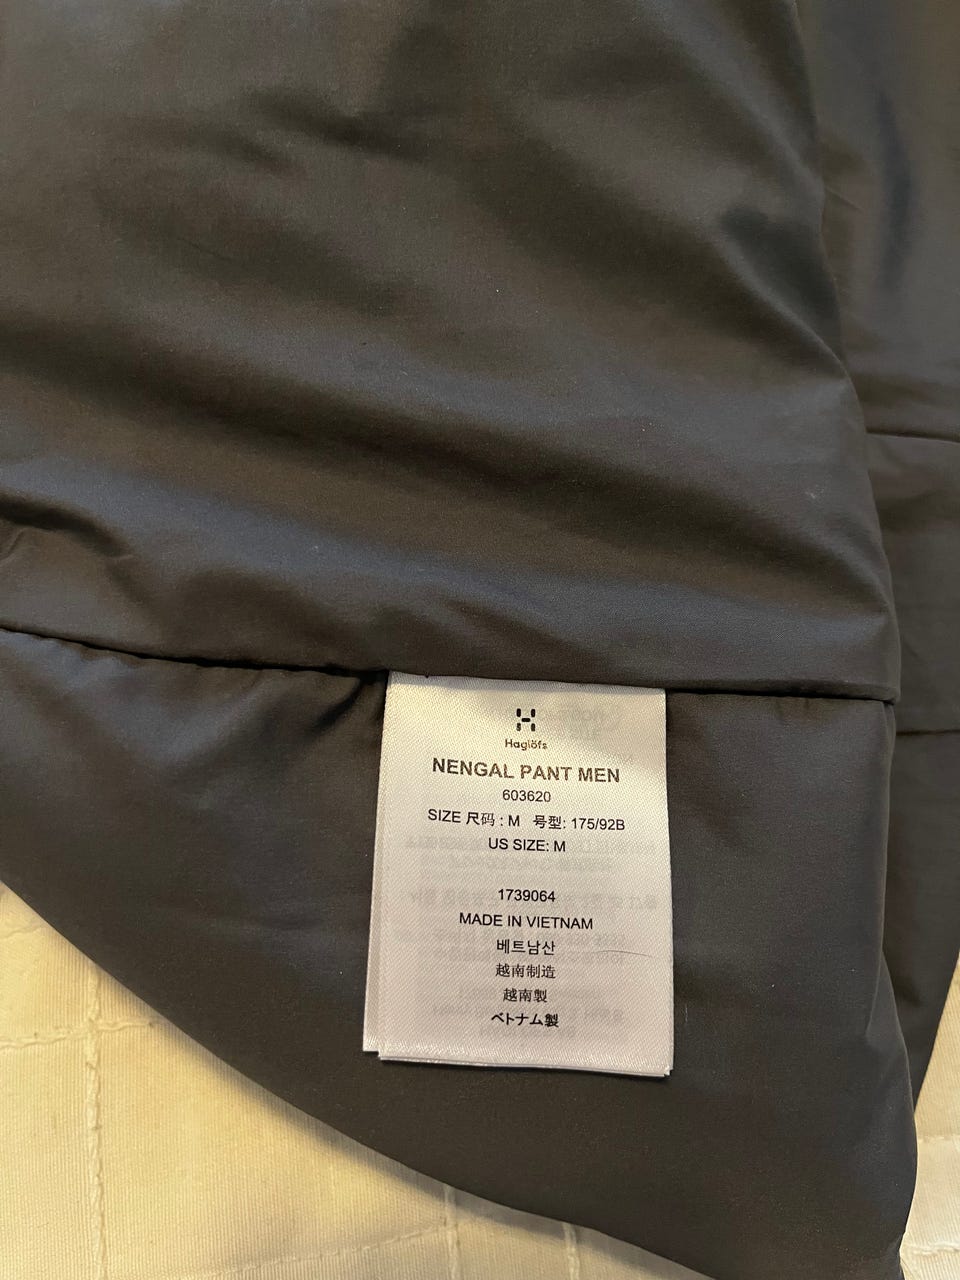 Haglöfs
NENGAL PANT MEN
603620
SIZE 尺码 : M 号型: 175/92B
US SIZE: M
1739064
MADE IN VIETNAM
베트남산
越南制造
越南製
ベトナム製